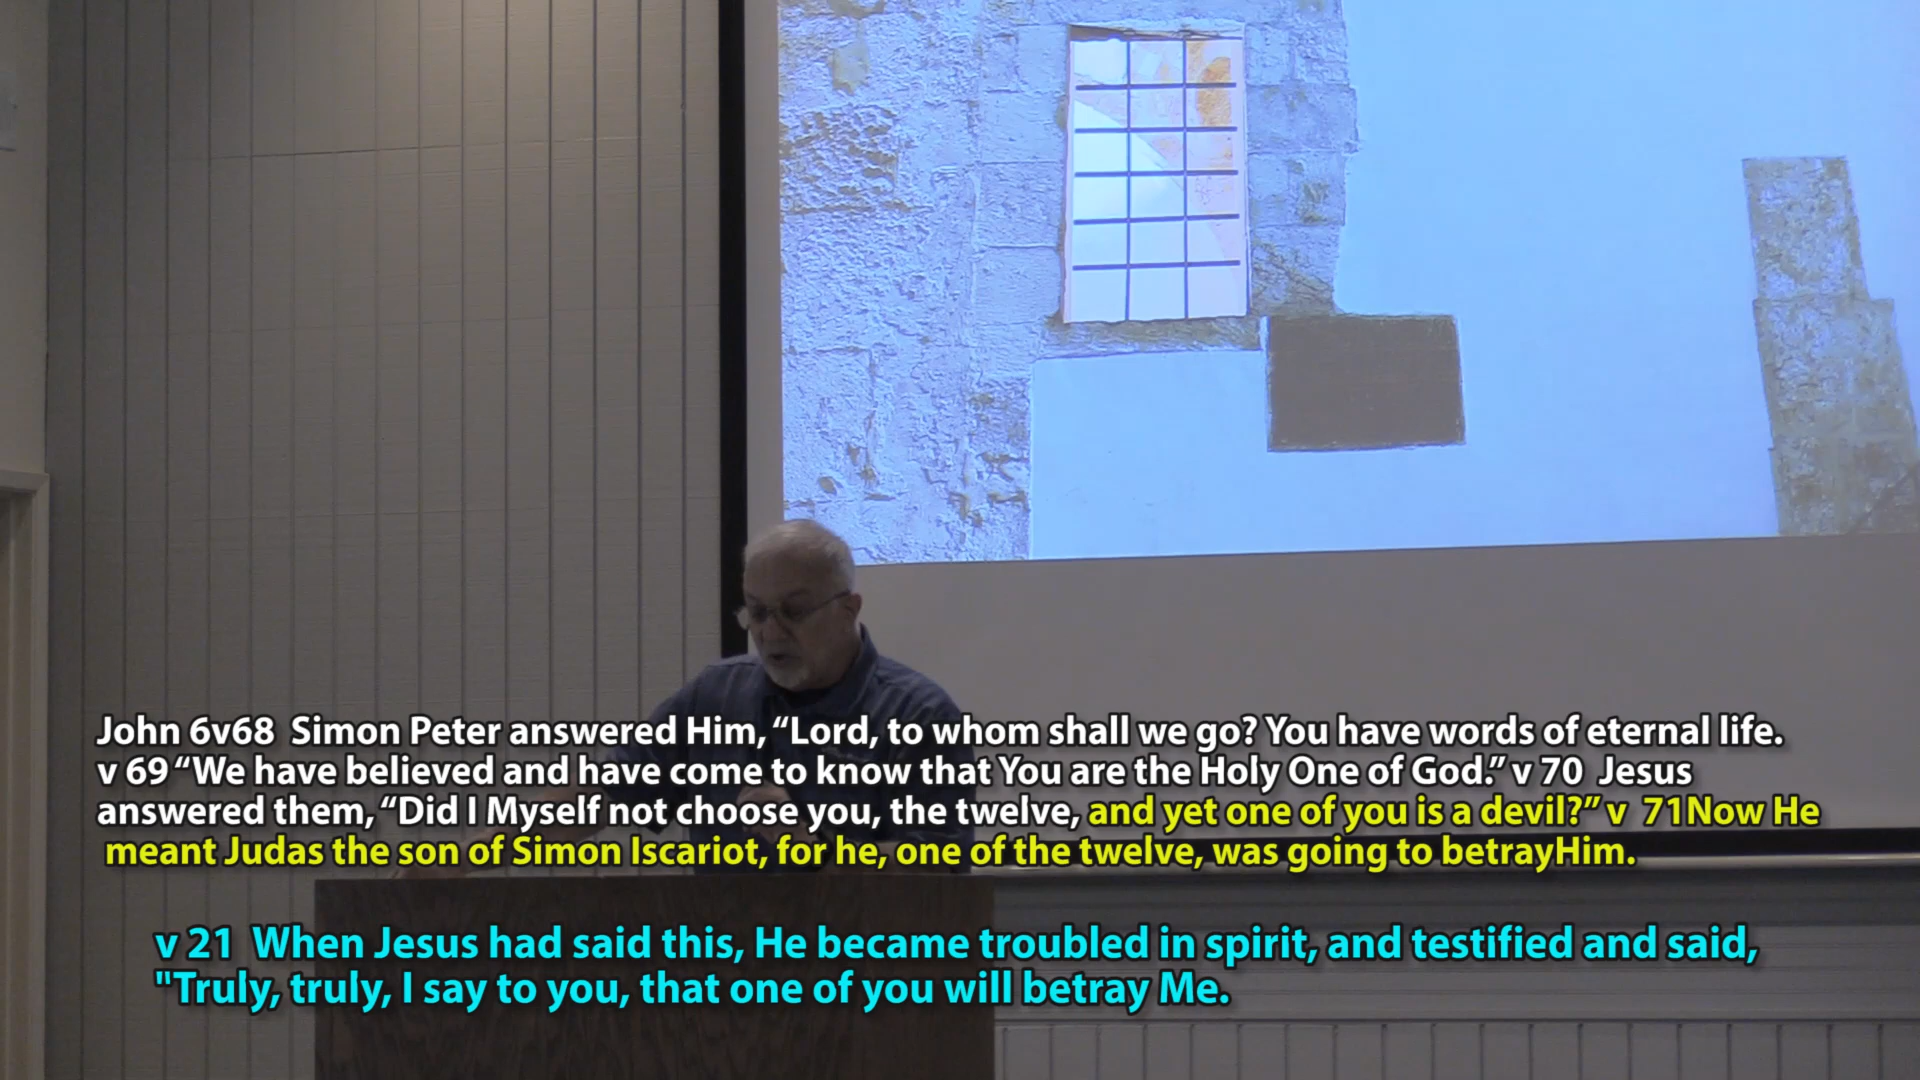 John 6v68  Simon Peter answered Him, “Lord, to whom shall we go? You have words of eternal life.
v 69 “We have believed and have come to know that You are the Holy One of God.” v 70  Jesus
answered them, “Did I Myself not choose you, the twelve, and yet one of you is a devil?” v  71Now He
meant Judas the son of Simon Iscariot, for he, one of the twelve, was going to betrayHim.
v 21  When Jesus had said this, He became troubled in spirit, and testified and said,
"Truly, truly, I say to you, that one of you will betray Me.